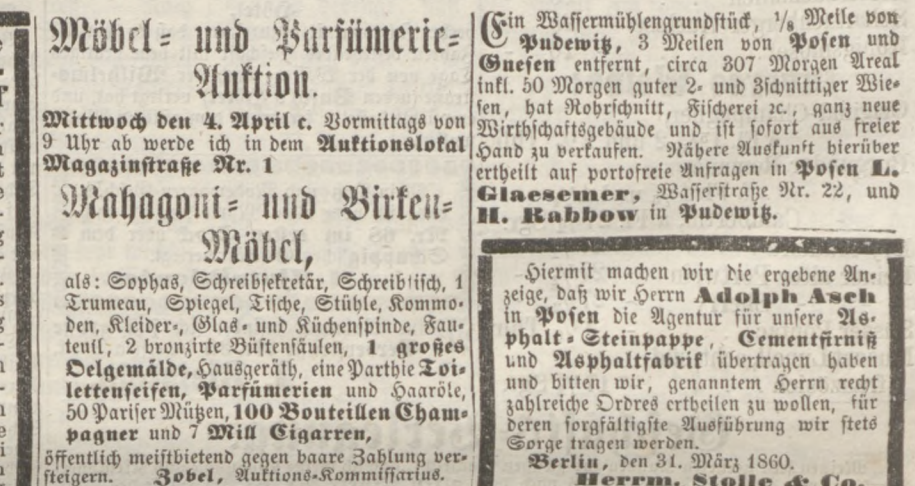 Möbel- und Parfümerie-
Auktion.
Mittwoch den 4. April c. Vormittags von
9 Uhr ab werde ich in dem Auktionslokal
Magazinstraße Nr. 1
Mahagoni- und Birken-
Möbel,
als: Sophas, Schreibsekretär, Schreibtisch, 1
Trumeau, Spiegel, Tische, Stühle, Kommo-
den, Kleider-, Glas- und Küchenspinde, Fau-
teuil, 2 bronzirte Büstensäulen, 1 großes
Oelgemälde, Hausgeräth, eine Parthie Toi-
lettenseifen, Parfümerien und Haaröle,
50 Pariser Mützen, 100 Bouteillen Cham-
pagner und 7 Mill Cigarren,
öffentlich meistbietend gegen baare Zahlung ver-
steigern. Zobel, Auktions-Kommissarius.
Ein Wassermühlengrundstück, 1/8 Meile von
Pudewitz, 3 Meilen von Posen und
Gnesen entfernt, circa 307 Morgen Areal
inkl. 50 Morgen guter 2- und 3schnittiger Wie-
sen, hat Rohrschnitt, Fischerei ꝛc., ganz neue
Wirthschaftsgebäude und ist sofort aus freier
Hand zu verkaufen. Nähere Auskunft hierüber
ertheilt auf portofreie Anfragen in Posen L.
Glaesemer, Wasserstraße Nr. 22, und
H. Rabbow in Pudewitz.
Hiermit machen wir die ergebene An-
zeige, daß wir Herrn Adolph Asch
in Posen die Agentur für unsere As-
phalt-Steinpappe, Cementfirniß
und Asphaltfabrik übertragen haben
und bitten wir, genanntem Herrn recht
zahlreiche Ordres ertheilen zu wollen, für
deren sorgfältigste Ausführung wir stets
Sorge tragen werden.
Berlin, den 31. März 1860.
Herrm. Stolle & Co.